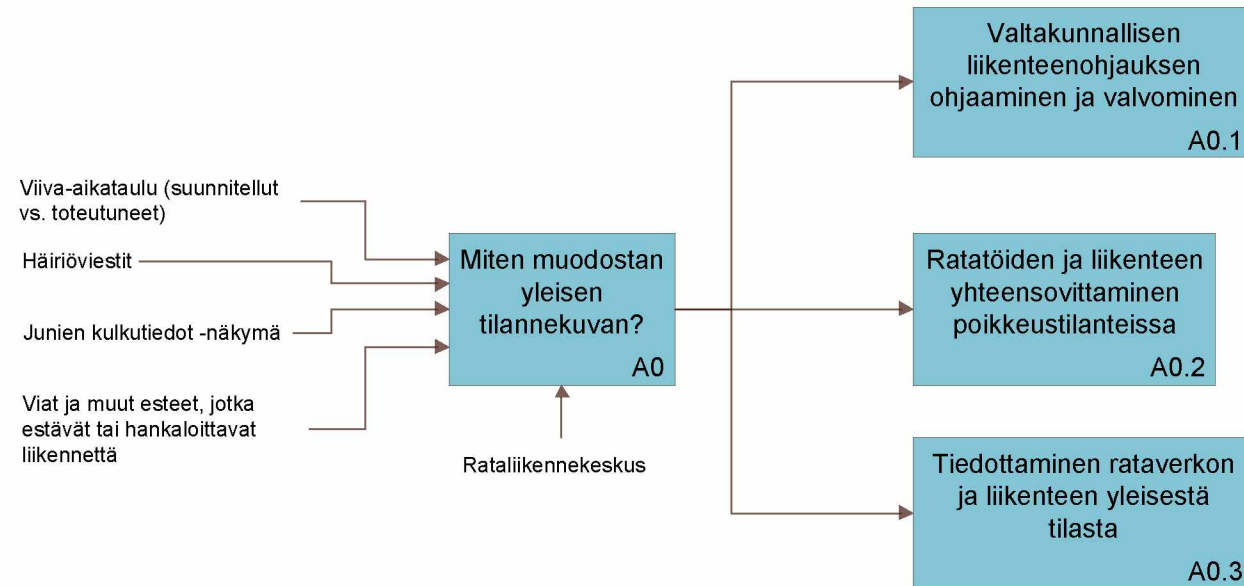 Viiva-aikataulu (suunnitellut
vs. toteutuneet)
Häiriöviestit
Junien kulkutiedot -näkymä
Viat ja muut esteet, jotka
estävät tai hankaloittavat
liikennettä
Miten muodostan
yleisen
tilannekuvan?
A0
Rataliikennekeskus
Valtakunnallisen
liikenteenohjauksen
ohjaaminen ja valvominen
A0.1
Ratatöiden ja liikenteen
yhteensovittaminen
poikkeustilanteissa
A0.2
Tiedottaminen rataverkon
ja liikenteen yleisestä
tilasta
A0.3